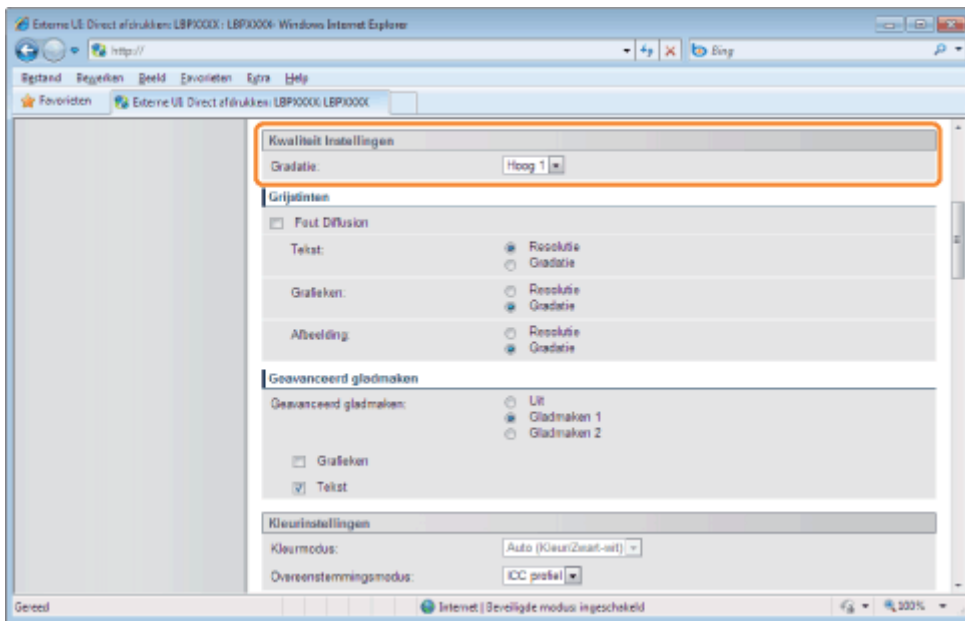 Externe UI: Direct afdrukken: LBPXXXX : LBPXXXX- Windows Internet Explorer
http://
Bing
Bestand Bewerken Beeld Favorieten Extra Help
Favorieten Externe UI: Direct afdrukken: LBPXXXX: LBPXXXX
Kwaliteit Instellingen
Gradatie: Hoog 1
Grijstinten
Fout Diffusion
Tekst: Resolutie
Gradatie
Grafieken: Resolutie
Gradatie
Afbeelding: Resolutie
Gradatie
Geavanceerd gladmaken
Geavanceerd gladmaken: Uit
Gladmaken 1
Gladmaken 2
Grafieken
Tekst
Kleurinstellingen
Kleurmodus: Auto (Kleur/Zwart-wit)
Overeenstemmingsmodus: ICC profiel
Gereed Internet | Beveiligde modus: ingeschakeld 100%